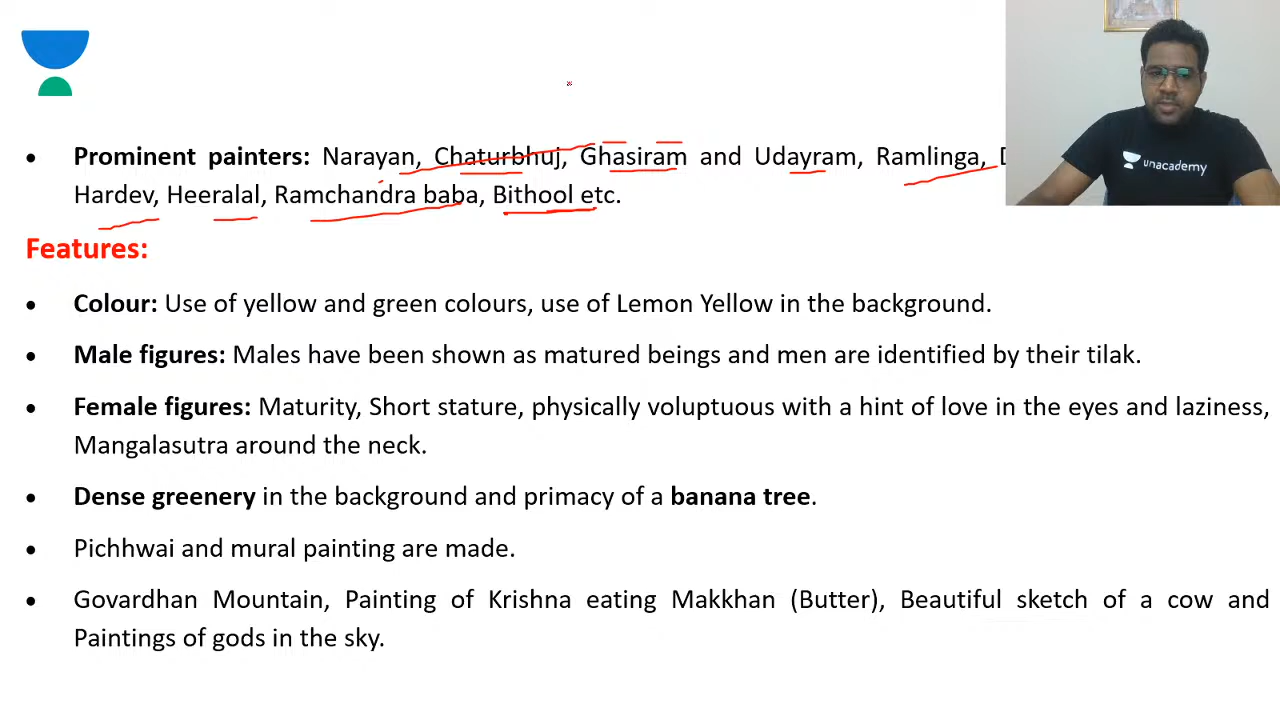 • Prominent painters: Narayan, Chaturbhuj, Ghasiram and Udayram, Ramlinga,
Hardev, Heeralal, Ramchandra baba, Bithool etc.
Features:
• Colour: Use of yellow and green colours, use of Lemon Yellow in the background.
• Male figures: Males have been shown as matured beings and men are identified by their tilak.
• Female figures: Maturity, Short stature, physically voluptuous with a hint of love in the eyes and laziness,
Mangalasutra around the neck.
• Dense greenery in the background and primacy of a banana tree.
• Pichhwai and mural painting are made.
• Govardhan Mountain, Painting of Krishna eating Makkhan (Butter), Beautiful sketch of a cow and
Paintings of gods in the sky.
unacademy